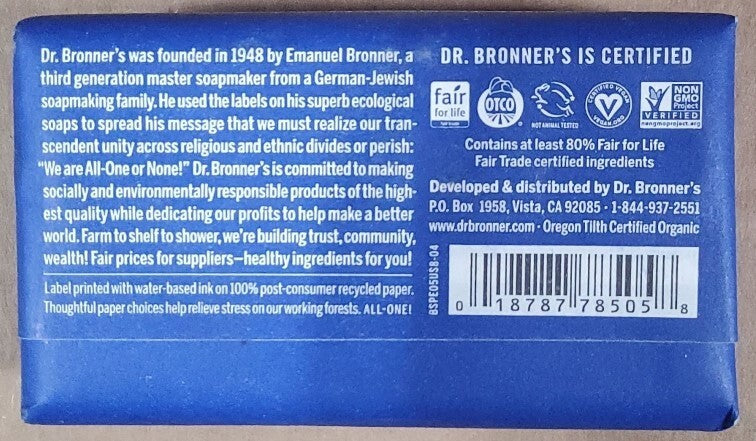 Dr. Bronner's was founded in 1948 by Emanuel Bronner, a
third generation master soapmaker from a German-Jewish
soapmaking family. He used the labels on his superb ecological
soaps to spread his message that we must realize our tran-
scendent unity across religious and ethnic divides or perish:
"We are All-One or None!" Dr. Bronner's is committed to making
socially and environmentally responsible products of the high-
est quality while dedicating our profits to help make a better
world. Farm to shelf to shower, we're building trust, community,
wealth! Fair prices for suppliers—healthy ingredients for you!
Label printed with water-based ink on 100% post-consumer recycled paper.
Thoughtful paper choices help relieve stress on our working forests. ALL-ONE!
DR. BRONNER'S IS CERTIFIED
fair
for life
OTCO
NOT ANIMAL TESTED
CERTIFIED VEGAN
VEGAN.ORG
NON
GMO
Project
VERIFIED
nongmoproject.org
Contains at least 80% Fair for Life
Fair Trade certified ingredients
Developed & distributed by Dr. Bronner's
P.O. Box 1958, Vista, CA 92085 · 1-844-937-2551
www.drbronner.com · Oregon Tilth Certified Organic
BSPE05US8-04
0 18787 78505 8